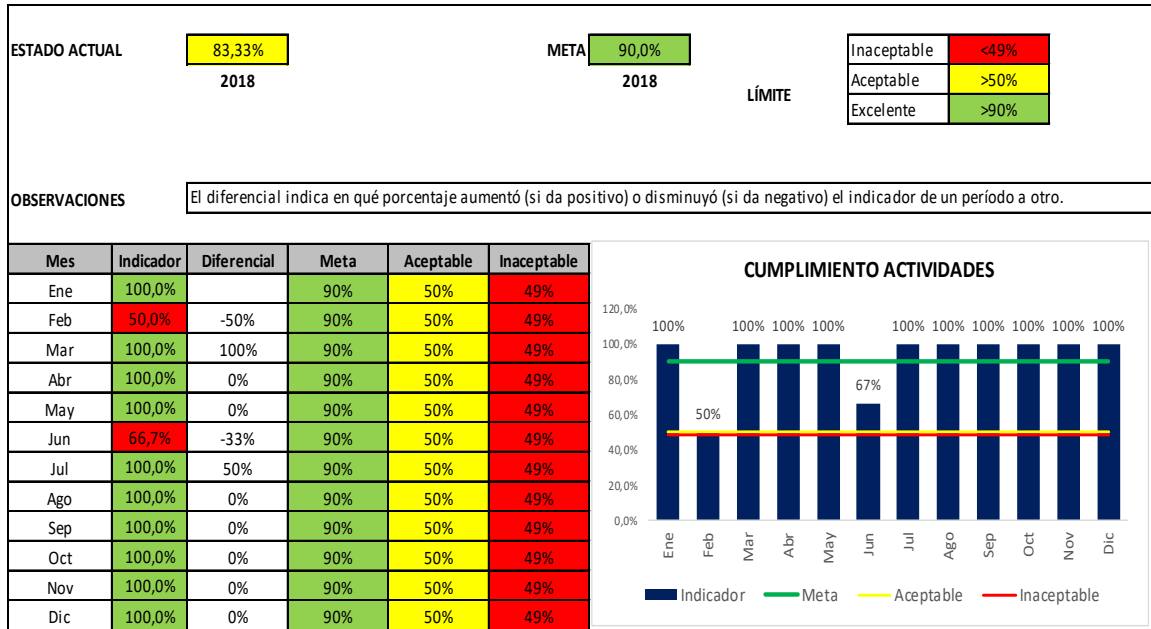 ESTADO ACTUAL 83,33% META 90,0% Inaceptable <49%
2018 2018 LÍMITE Aceptable >50%
Excelente >90%
OBSERVACIONES El diferencial indica en qué porcentaje aumentó (si da positivo) o disminuyó (si da negativo) el indicador de un período a otro.
Mes Indicador Diferencial Meta Aceptable Inaceptable
Ene 100,0% 90% 50% 49%
Feb 50,0% -50% 90% 50% 49%
Mar 100,0% 100% 90% 50% 49%
Abr 100,0% 0% 90% 50% 49%
May 100,0% 0% 90% 50% 49%
Jun 66,7% -33% 90% 50% 49%
Jul 100,0% 50% 90% 50% 49%
Ago 100,0% 0% 90% 50% 49%
Sep 100,0% 0% 90% 50% 49%
Oct 100,0% 0% 90% 50% 49%
Nov 100,0% 0% 90% 50% 49%
Dic 100,0% 0% 90% 50% 49%
CUMPLIMIENTO ACTIVIDADES
120,0%
100,0%
80,0%
60,0%
40,0%
20,0%
0,0%
100% 50% 100% 100% 100% 67% 100% 100% 100% 100% 100% 100%
Ene Feb Mar Abr May Jun Jul Ago Sep Oct Nov Dic
Indicador Meta Aceptable Inaceptable